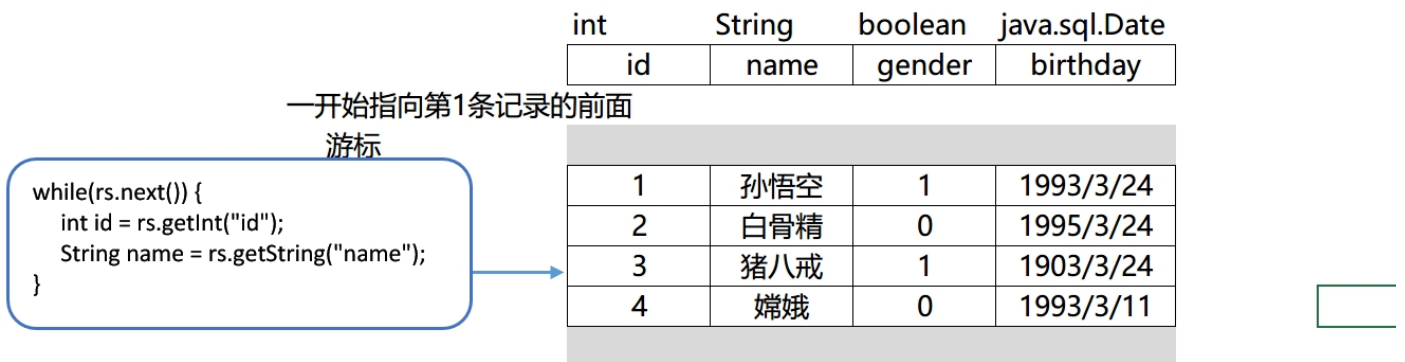 int String boolean java.sql.Date
id name gender birthday
一开始指向第1条记录的前面
游标
while(rs.next()) {
int id = rs.getInt("id");
String name = rs.getString("name");
}
1 孙悟空 1 1993/3/24
2 白骨精 0 1995/3/24
3 猪八戒 1 1903/3/24
4 嫦娥 0 1993/3/11